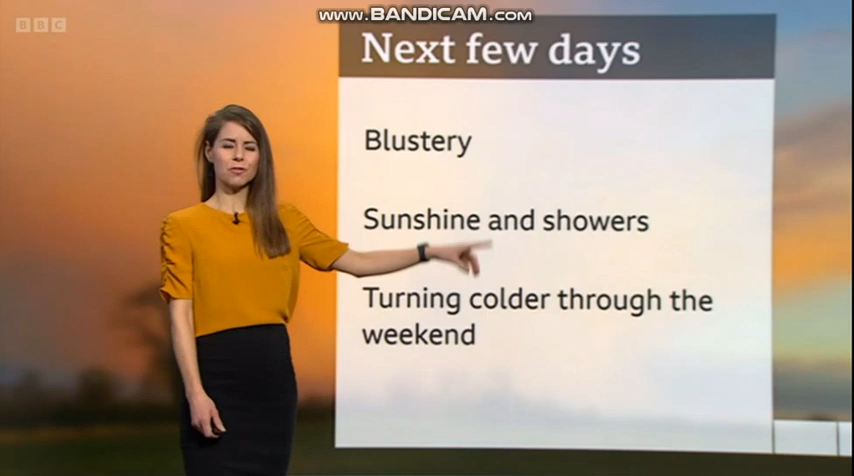 www.BANDICAM.com
BBC
Next few days
Blustery
Sunshine and showers
Turning colder through the
weekend